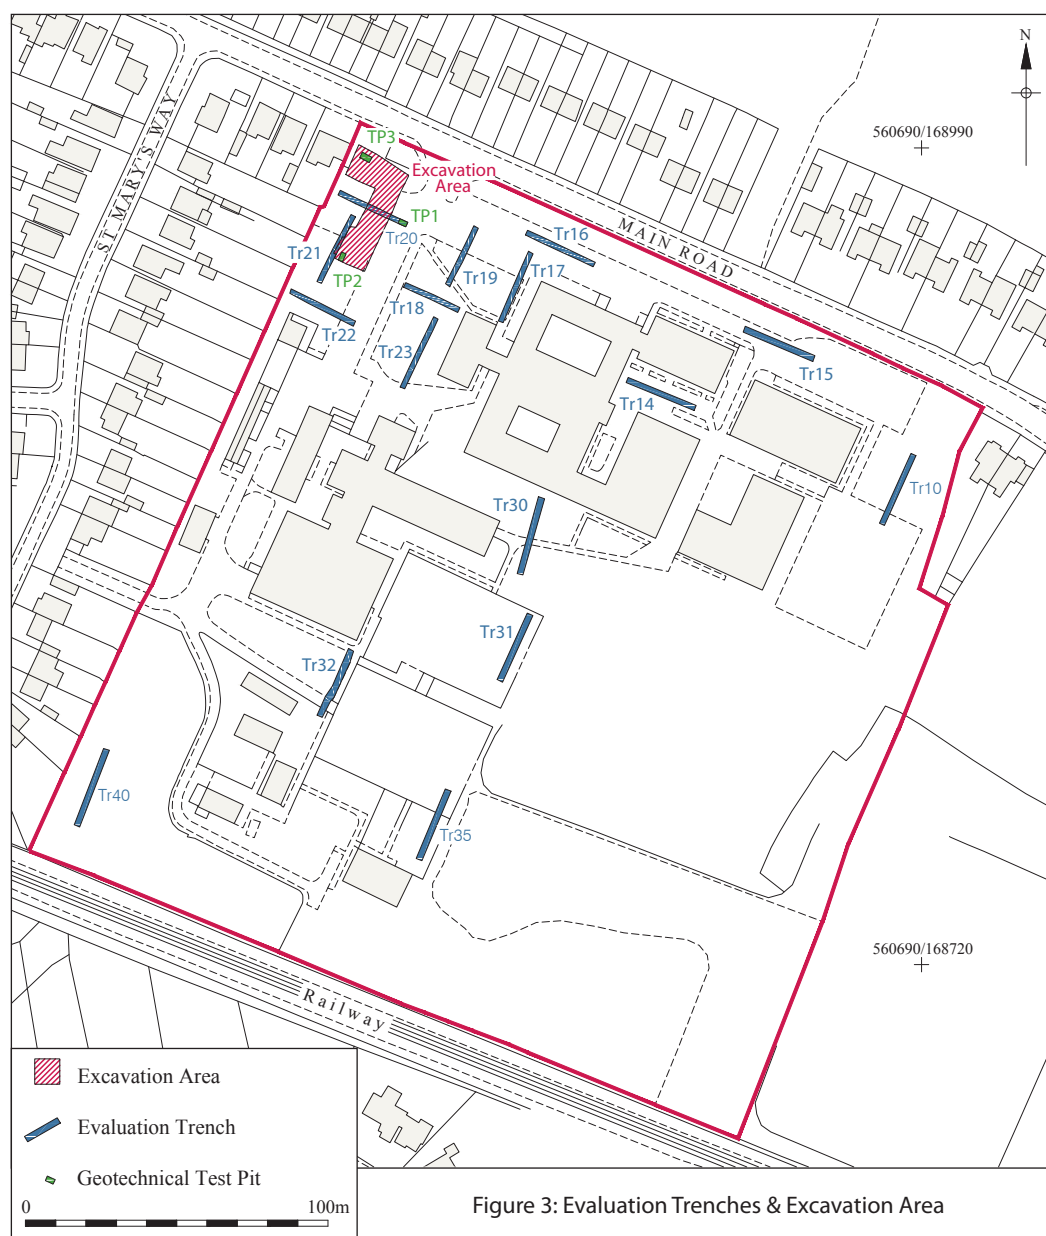 N
560690/168990
ST MARY'S WAY
TP3
Excavation
Area
MAIN ROAD
TP1
Tr20
Tr21
TP2
Tr16
Tr19
Tr17
Tr18
Tr22
Tr23
Tr15
Tr14
Tr10
Tr30
Tr31
Tr32
Tr40
Tr35
560690/168720
Railway
Excavation Area
Evaluation Trench
Geotechnical Test Pit
0 100m
Figure 3: Evaluation Trenches & Excavation Area